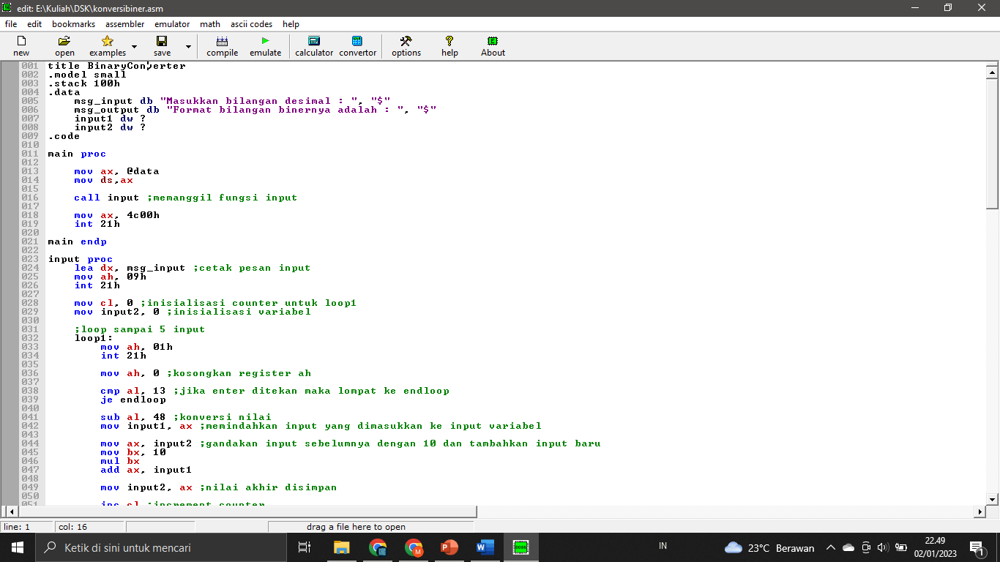 edit: E:\Kuliah\DSK\konversibiner.asm
file edit bookmarks assembler emulator math ascii codes help
new open examples save compile emulate calculator convertor options help About
001 title BinaryConverter
002 .model small
003 .stack 100h
004 .data
005 msg_input db "Masukkan bilangan desimal : ", "$"
006 msg_output db "Format bilangan binernya adalah : ", "$"
007 input1 dw ?
008 input2 dw ?
009 .code
010
011 main proc
012
013 mov ax, @data
014 mov ds,ax
015
016 call input ;memanggil fungsi input
017
018 mov ax, 4c00h
019 int 21h
020
021 main endp
022
023 input proc
024 lea dx, msg_input ;cetak pesan input
025 mov ah, 09h
026 int 21h
027
028 mov cl, 0 ;inisialisasi counter untuk loop1
029 mov input2, 0 ;inisialisasi variabel
030
031 ;loop sampai 5 input
032 loop1:
033 mov ah, 01h
034 int 21h
035
036 mov ah, 0 ;kosongkan register ah
037
038 cmp al, 13 ;jika enter ditekan maka lompat ke endloop
039 je endloop
040
041 sub al, 48 ;konversi nilai
042 mov input1, ax ;memindahkan input yang dimasukkan ke input variabel
043
044 mov ax, input2 ;gandakan input sebelumnya dengan 10 dan tambahkan input baru
045 mov bx, 10
046 mul bx
047 add ax, input1
048
049 mov input2, ax ;nilai akhir disimpan
050
051 inc cl ;increment counter
line: 1 col: 16 drag a file here to open
Ketik di sini untuk mencari IN 23°C Berawan 22.49
02/01/2023
1